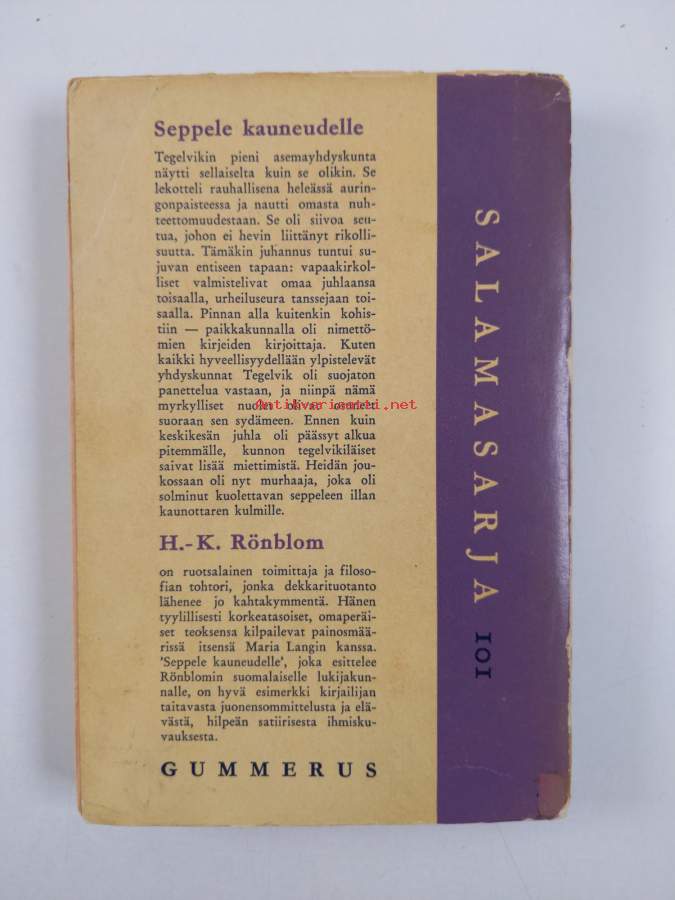 Seppele kauneudelle
Tegelvikin pieni asemayhdyskunta
näytti sellaiselta kuin se olikin. Se
lekotteli rauhallisena heleässä aurin-
gonpaisteessa ja nautti omasta nuh-
teettomuudestaan. Se oli siivoa seu-
tua, johon ei hevin liittänyt rikolli-
suutta. Tämäkin juhannus tuntui su-
juvan entiseen tapaan: vapaakirkol-
liset valmistelivat omaa juhlaansa
toisaalla, urheiluseura tanssejaan toi-
saalla. Pinnan alla kuitenkin kohis-
tiin — paikkakunnalla oli nimettö-
mien kirjeiden kirjoittaja. Kuten
kaikki hyveellisyydellään ylpistelevät
yhdyskunnat Tegelvik oli suojaton
panettelua vastaan, ja niinpä nämä
myrkylliset nuolet olivat osuneet
Antikvariaatti.net
suoraan sen sydämeen. Ennen kuin
keskikesän juhla oli päässyt alkua
pitemmälle, kunnon tegelvikiläiset
saivat lisää miettimistä. Heidän jou-
kossaan oli nyt murhaaja, joka oli
solminut kuolettavan seppeleen illan
kaunottaren kulmille.
H.-K. Rönblom
on ruotsalainen toimittaja ja filoso-
fian tohtori, jonka dekkarituotanto
lähenee jo kahtakymmentä. Hänen
tyylillisesti korkeatasoiset, omaperäi-
set teoksensa kilpailevat painosmää-
rissä itsensä Maria Langin kanssa.
'Seppele kauneudelle', joka esittelee
Rönblomin suomalaiselle lukijakun-
nalle, on hyvä esimerkki kirjailijan
taitavasta juonensommittelusta ja elä-
västä, hilpeän satiirisesta ihmisku-
vauksesta.
GUMMERUS
SALAMASARJA 101